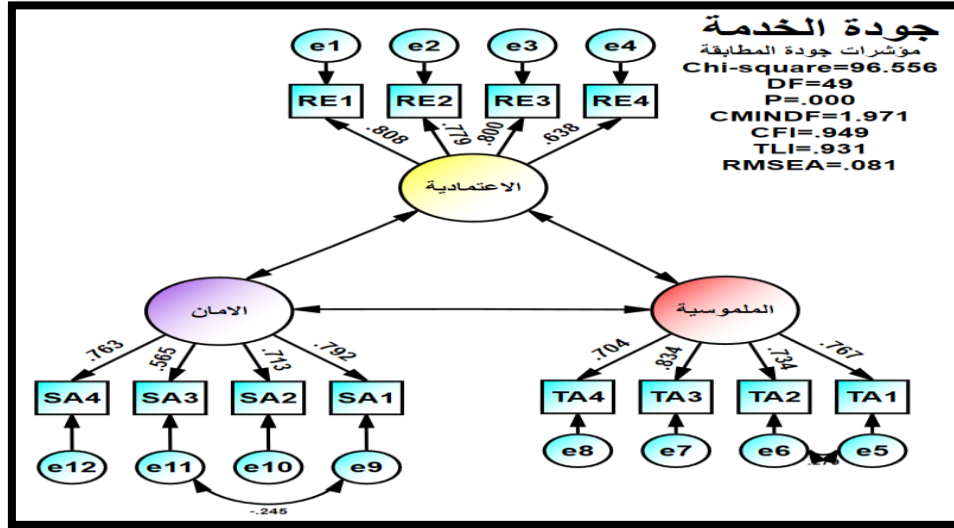 جودة الخدمة
مؤشرات جودة المطابقة
Chi-square=96.556
DF=49
P=.000
CMINDF=1.971
CFI=.949
TLI=.931
RMSEA=.081
e1 e2 e3 e4
RE1 RE2 RE3 RE4
.808 .779 .800 .638
الاعتمادية
الامان الملموسية
.763 .565 .713 .792 .704 .834 .734 .767
SA4 SA3 SA2 SA1 TA4 TA3 TA2 TA1
e12 e11 e10 e9 e8 e7 e6 e5
-.245